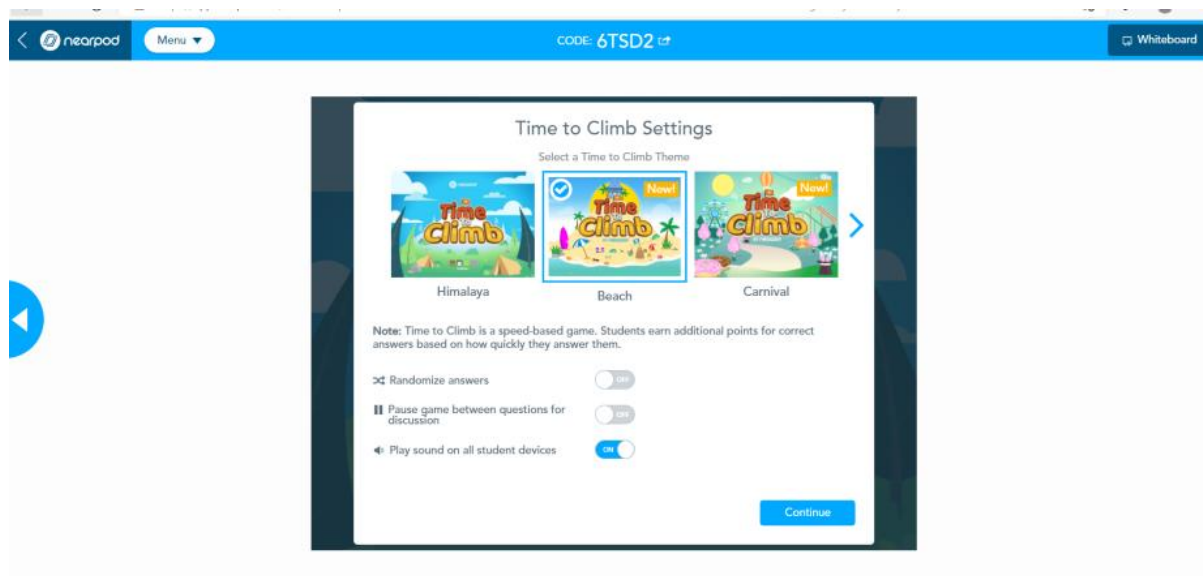 nearpod
Menu ▼
CODE: 6TSD2
Whiteboard
Time to Climb Settings
Select a Time to Climb Theme
Time to Climb
New!
Time to Climb
New!
Time to Climb
Himalaya
Beach
Carnival
Note: Time to Climb is a speed-based game. Students earn additional points for correct
answers based on how quickly they answer them.
Randomize answers
OFF
Pause game between questions for
discussion
OFF
Play sound on all student devices
ON
Continue